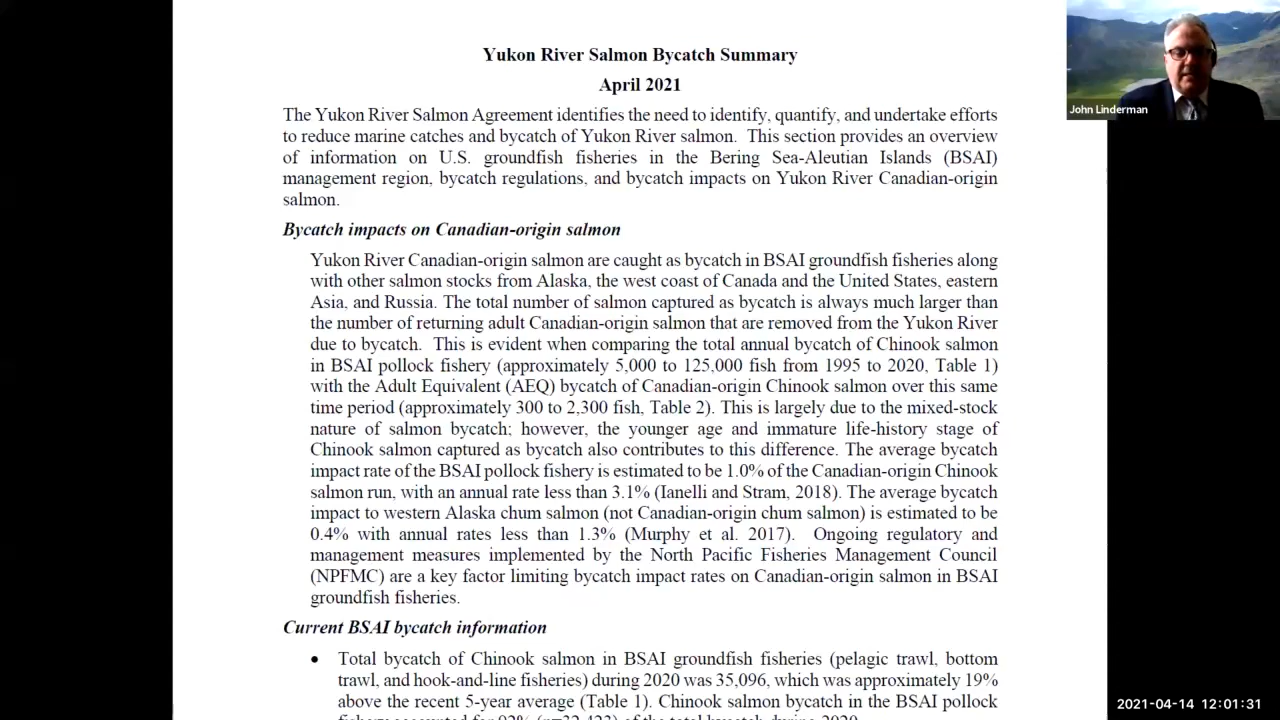 Yukon River Salmon Bycatch Summary
April 2021
The Yukon River Salmon Agreement identifies the need to identify, quantify, and undertake efforts
to reduce marine catches and bycatch of Yukon River salmon. This section provides an overview
of information on U.S. groundfish fisheries in the Bering Sea-Aleutian Islands (BSAI)
management region, bycatch regulations, and bycatch impacts on Yukon River Canadian-origin
salmon.
Bycatch impacts on Canadian-origin salmon
Yukon River Canadian-origin salmon are caught as bycatch in BSAI groundfish fisheries along
with other salmon stocks from Alaska, the west coast of Canada and the United States, eastern
Asia, and Russia. The total number of salmon captured as bycatch is always much larger than
the number of returning adult Canadian-origin salmon that are removed from the Yukon River
due to bycatch. This is evident when comparing the total annual bycatch of Chinook salmon
in BSAI pollock fishery (approximately 5,000 to 125,000 fish from 1995 to 2020, Table 1)
with the Adult Equivalent (AEQ) bycatch of Canadian-origin Chinook salmon over this same
time period (approximately 300 to 2,300 fish, Table 2). This is largely due to the mixed-stock
nature of salmon bycatch; however, the younger age and immature life-history stage of
Chinook salmon captured as bycatch also contributes to this difference. The average bycatch
impact rate of the BSAI pollock fishery is estimated to be 1.0% of the Canadian-origin Chinook
salmon run, with an annual rate less than 3.1% (Ianelli and Stram, 2018). The average bycatch
impact to western Alaska chum salmon (not Canadian-origin chum salmon) is estimated to be
0.4% with annual rates less than 1.3% (Murphy et al. 2017). Ongoing regulatory and
management measures implemented by the North Pacific Fisheries Management Council
(NPFMC) are a key factor limiting bycatch impact rates on Canadian-origin salmon in BSAI
groundfish fisheries.
Current BSAI bycatch information
• Total bycatch of Chinook salmon in BSAI groundfish fisheries (pelagic trawl, bottom
trawl, and hook-and-line fisheries) during 2020 was 35,096, which was approximately 19%
above the recent 5-year average (Table 1). Chinook salmon bycatch in the BSAI pollock
John Linderman
2021-04-14 12:01:31